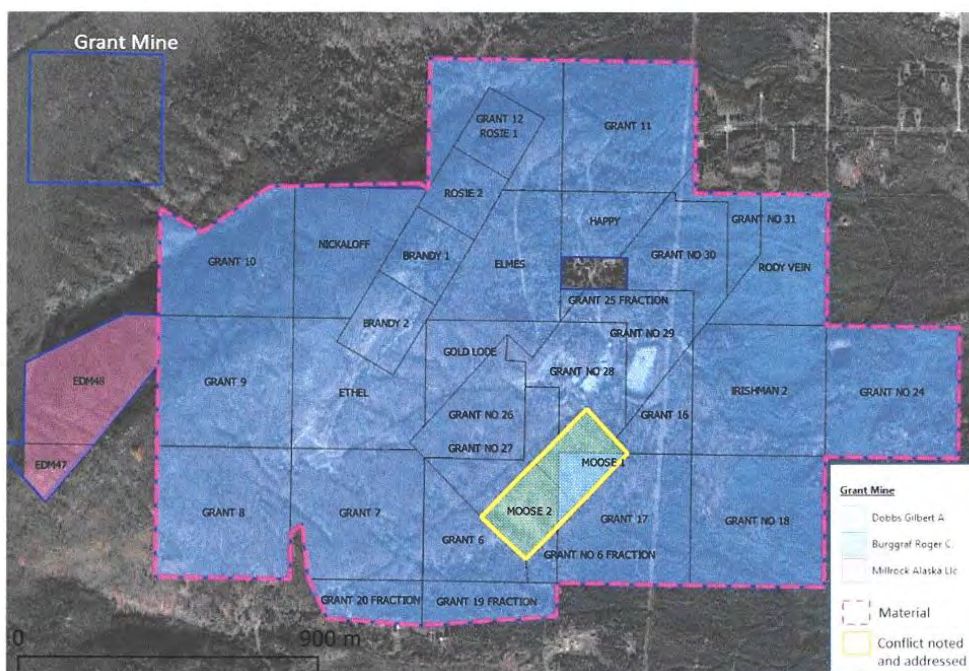 Grant Mine
GRANT 12
ROSIE 1
GRANT 11
ROSIE 2
HAPPY
GRANT NO 31
NICKALOFF
BRANDY 1
ELMES
GRANT NO 30
RODY VEIN
GRANT 10
GRANT 25 FRACTION
BRANDY 2
GRANT NO 29
GOLD LODE
EDM48
GRANT 9
ETHEL
GRANT NO 28
IRISHMAN 2
GRANT NO 24
GRANT NO 26
GRANT 16
GRANT NO 27
EDM47
MOOSE 1
GRANT 8
GRANT 7
MOOSE 2
GRANT 17
GRANT NO 18
GRANT 6
GRANT NO 6 FRACTION
GRANT 20 FRACTION
GRANT 19 FRACTION
0
900 m
Grant Mine
Dobbs Gilbert A
Burggraf Roger C.
Millrock Alaska Llc
Material
Conflict noted
and addressed